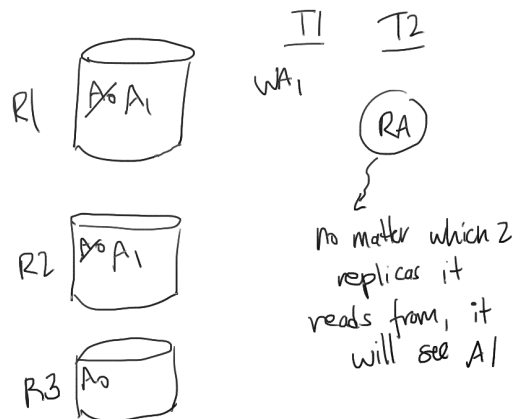 T1 T2
R1 A0 A1
WA1
RA
R2 A0 A1
no matter which 2
replicas it
reads from, it
will see A1
R3 A0